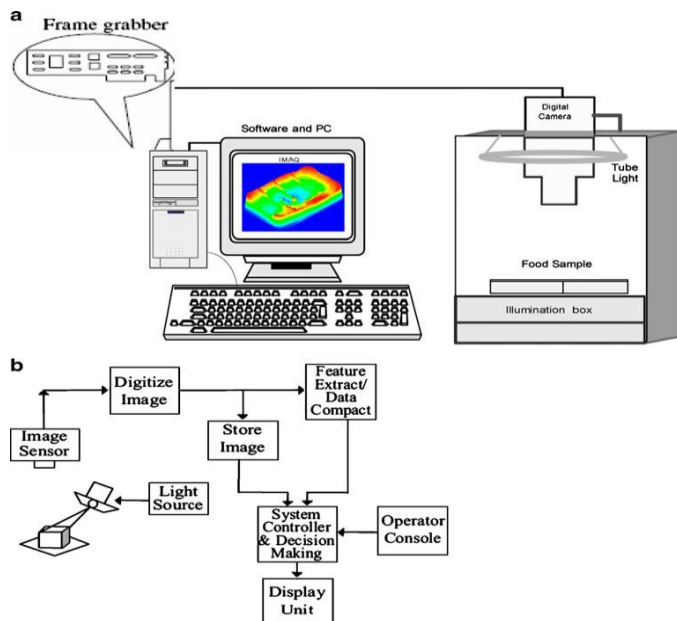 a
Frame grabber
Software and PC
IMAQ
Digital
Camera
Tube
Light
Food Sample
Illumination box
b
Digitize
Image
Feature
Extract/
Data
Compact
Image
Sensor
Store
Image
Light
Source
System
Controller
& Decision
Making
Operator
Console
Display
Unit